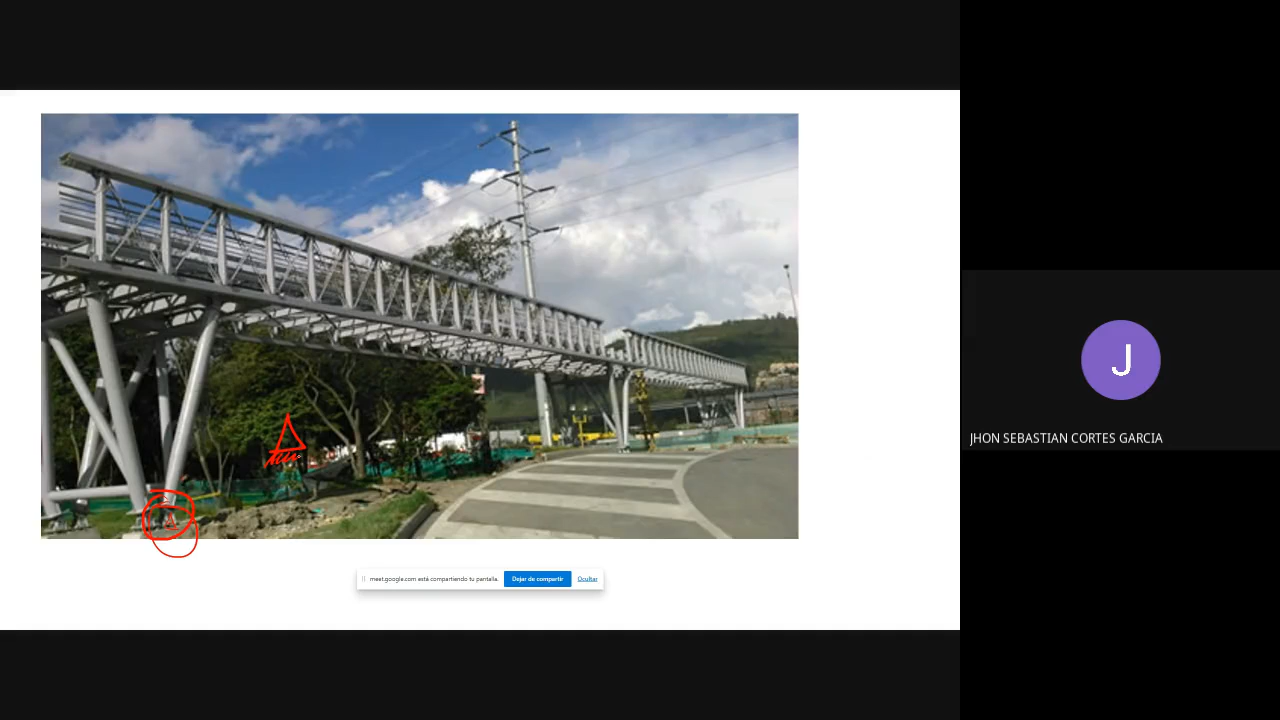 meet.google.com está compartiendo tu pantalla.
Dejar de compartir
Ocultar
J
JHON SEBASTIAN CORTES GARCIA